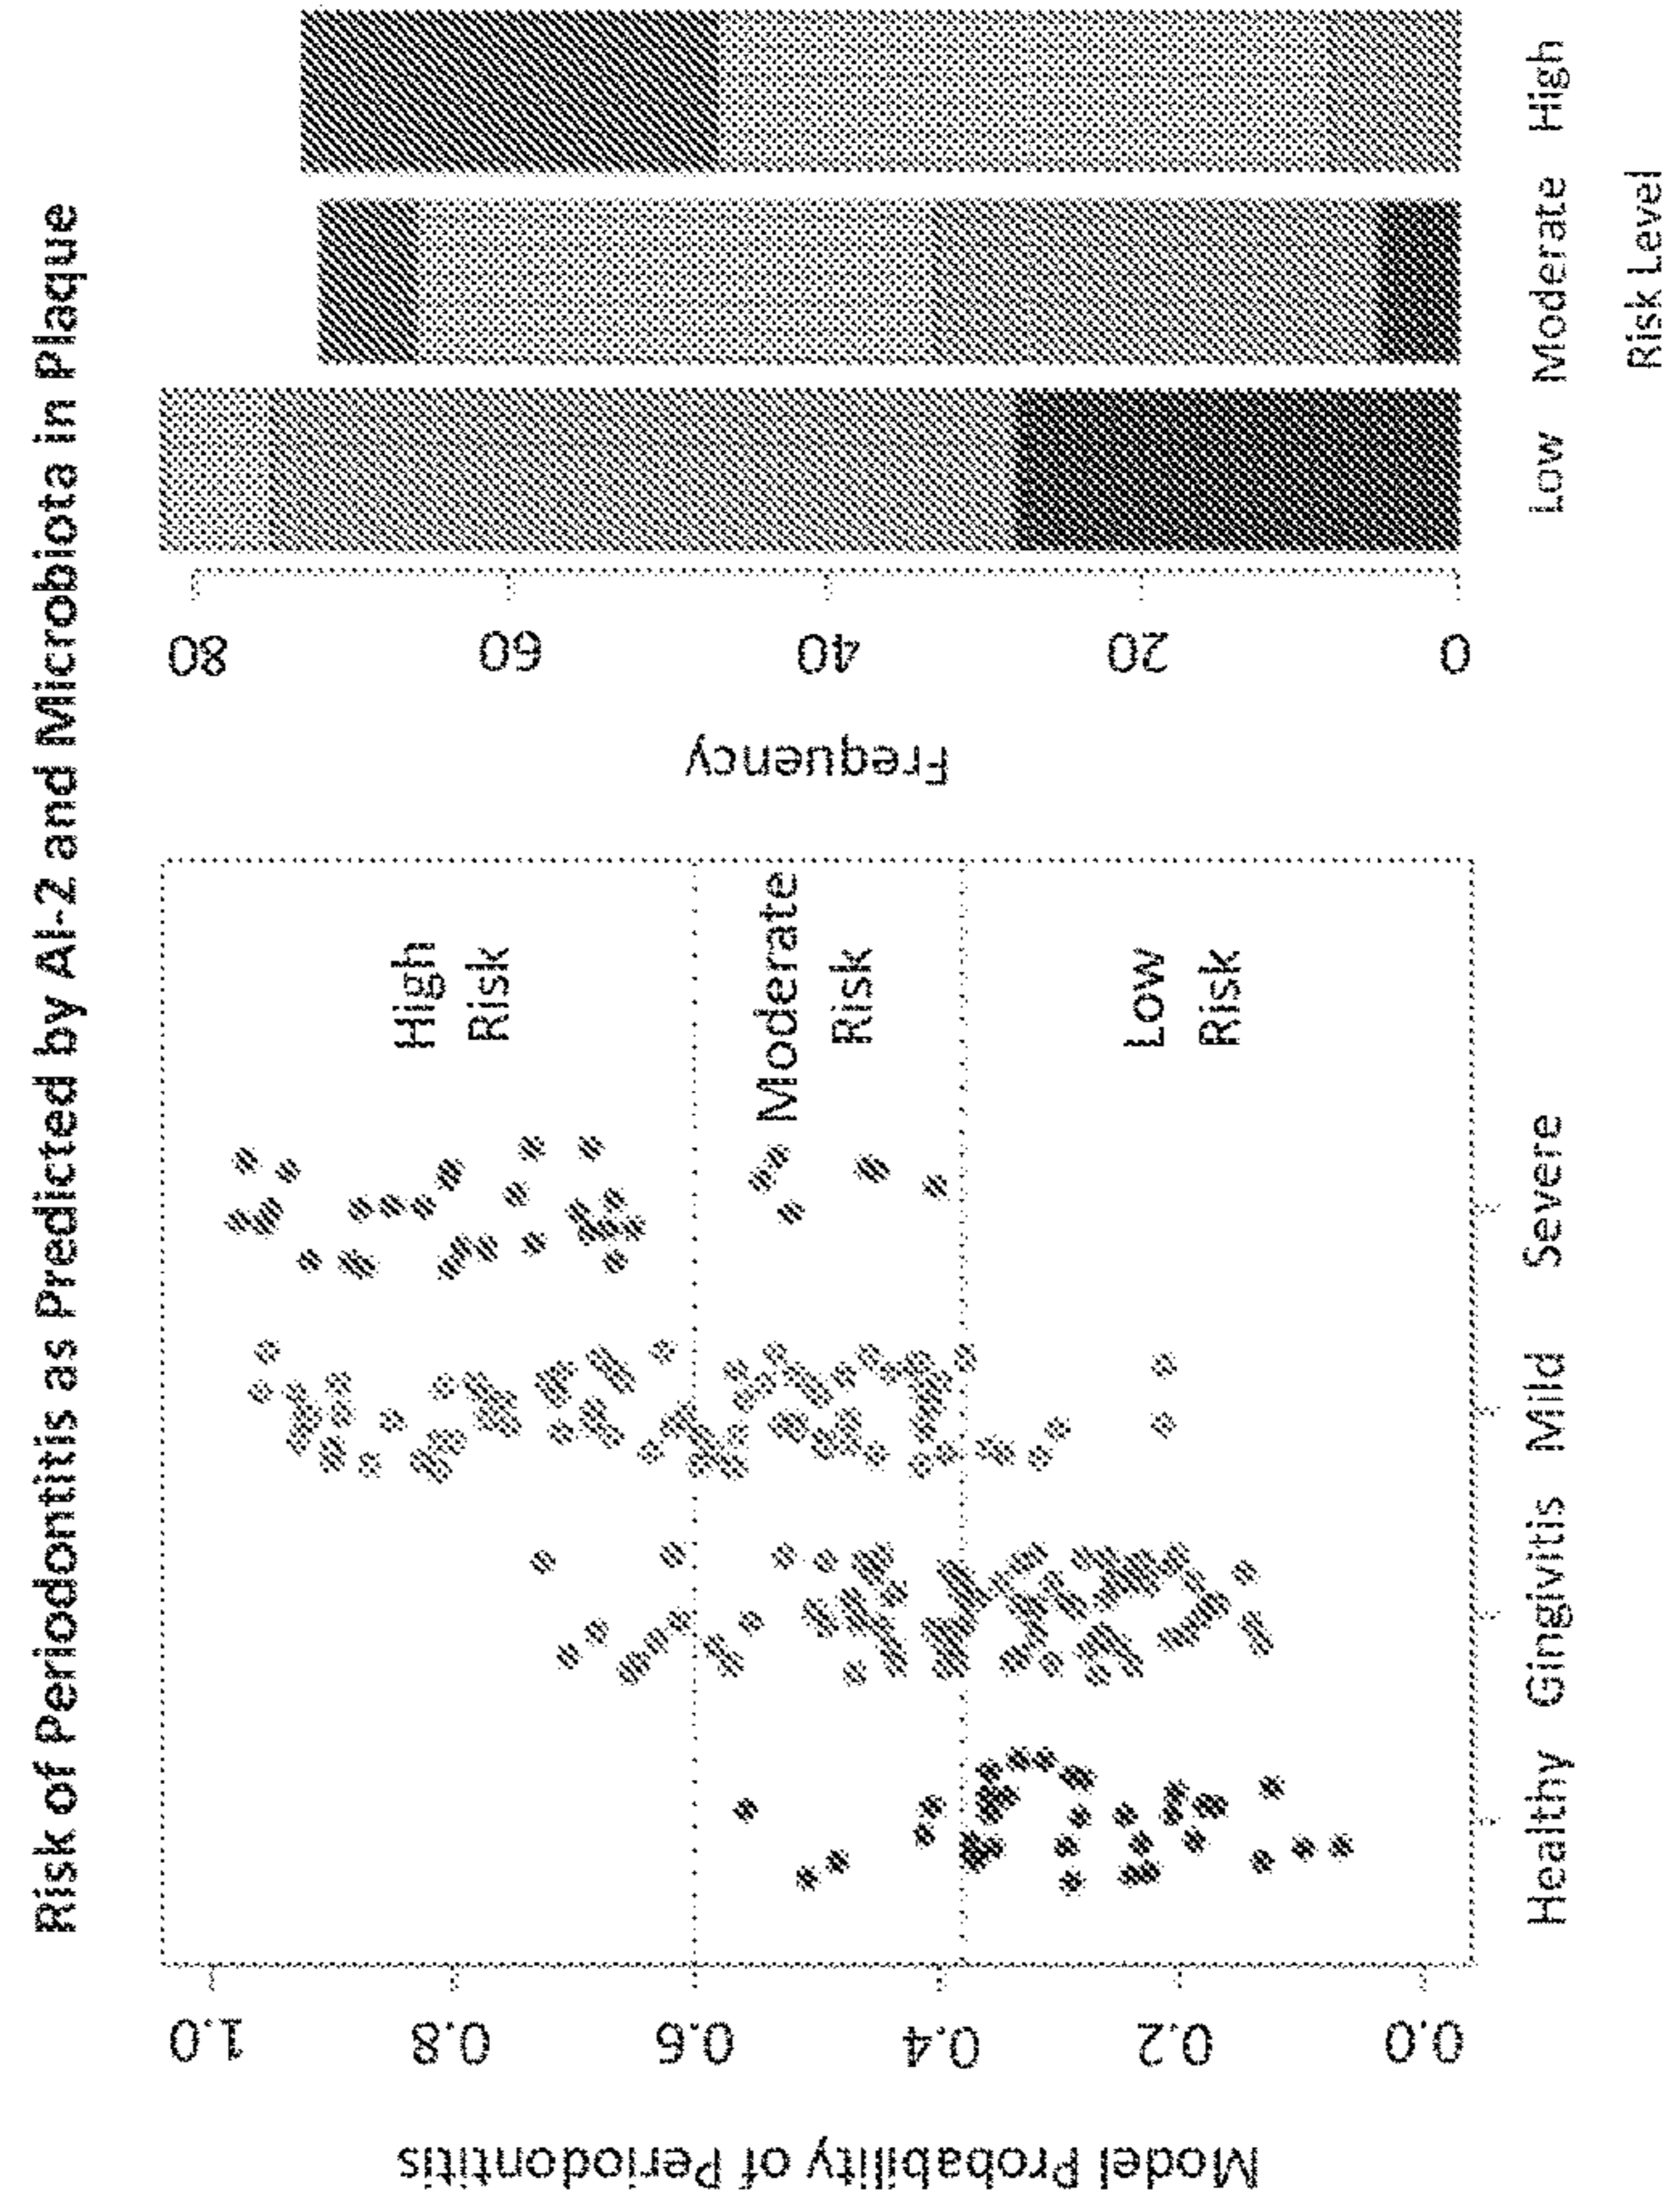 Risk of Periodontitis as Predicted by AI-2 and Microbiota in Plaque
Model Probability of Periodontitis
1.0
0.8
0.6
0.4
0.2
0.0
High
Risk
Moderate
Risk
Low
Risk
Healthy Gingivitis Mild Severe
Frequency
80
60
40
20
0
Low Moderate High
Risk Level